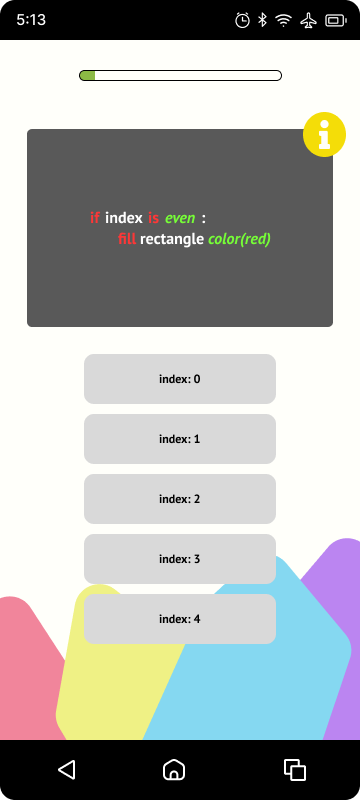 5:13
if index is even :
fill rectangle color(red)
index: 0
index: 1
index: 2
index: 3
index: 4